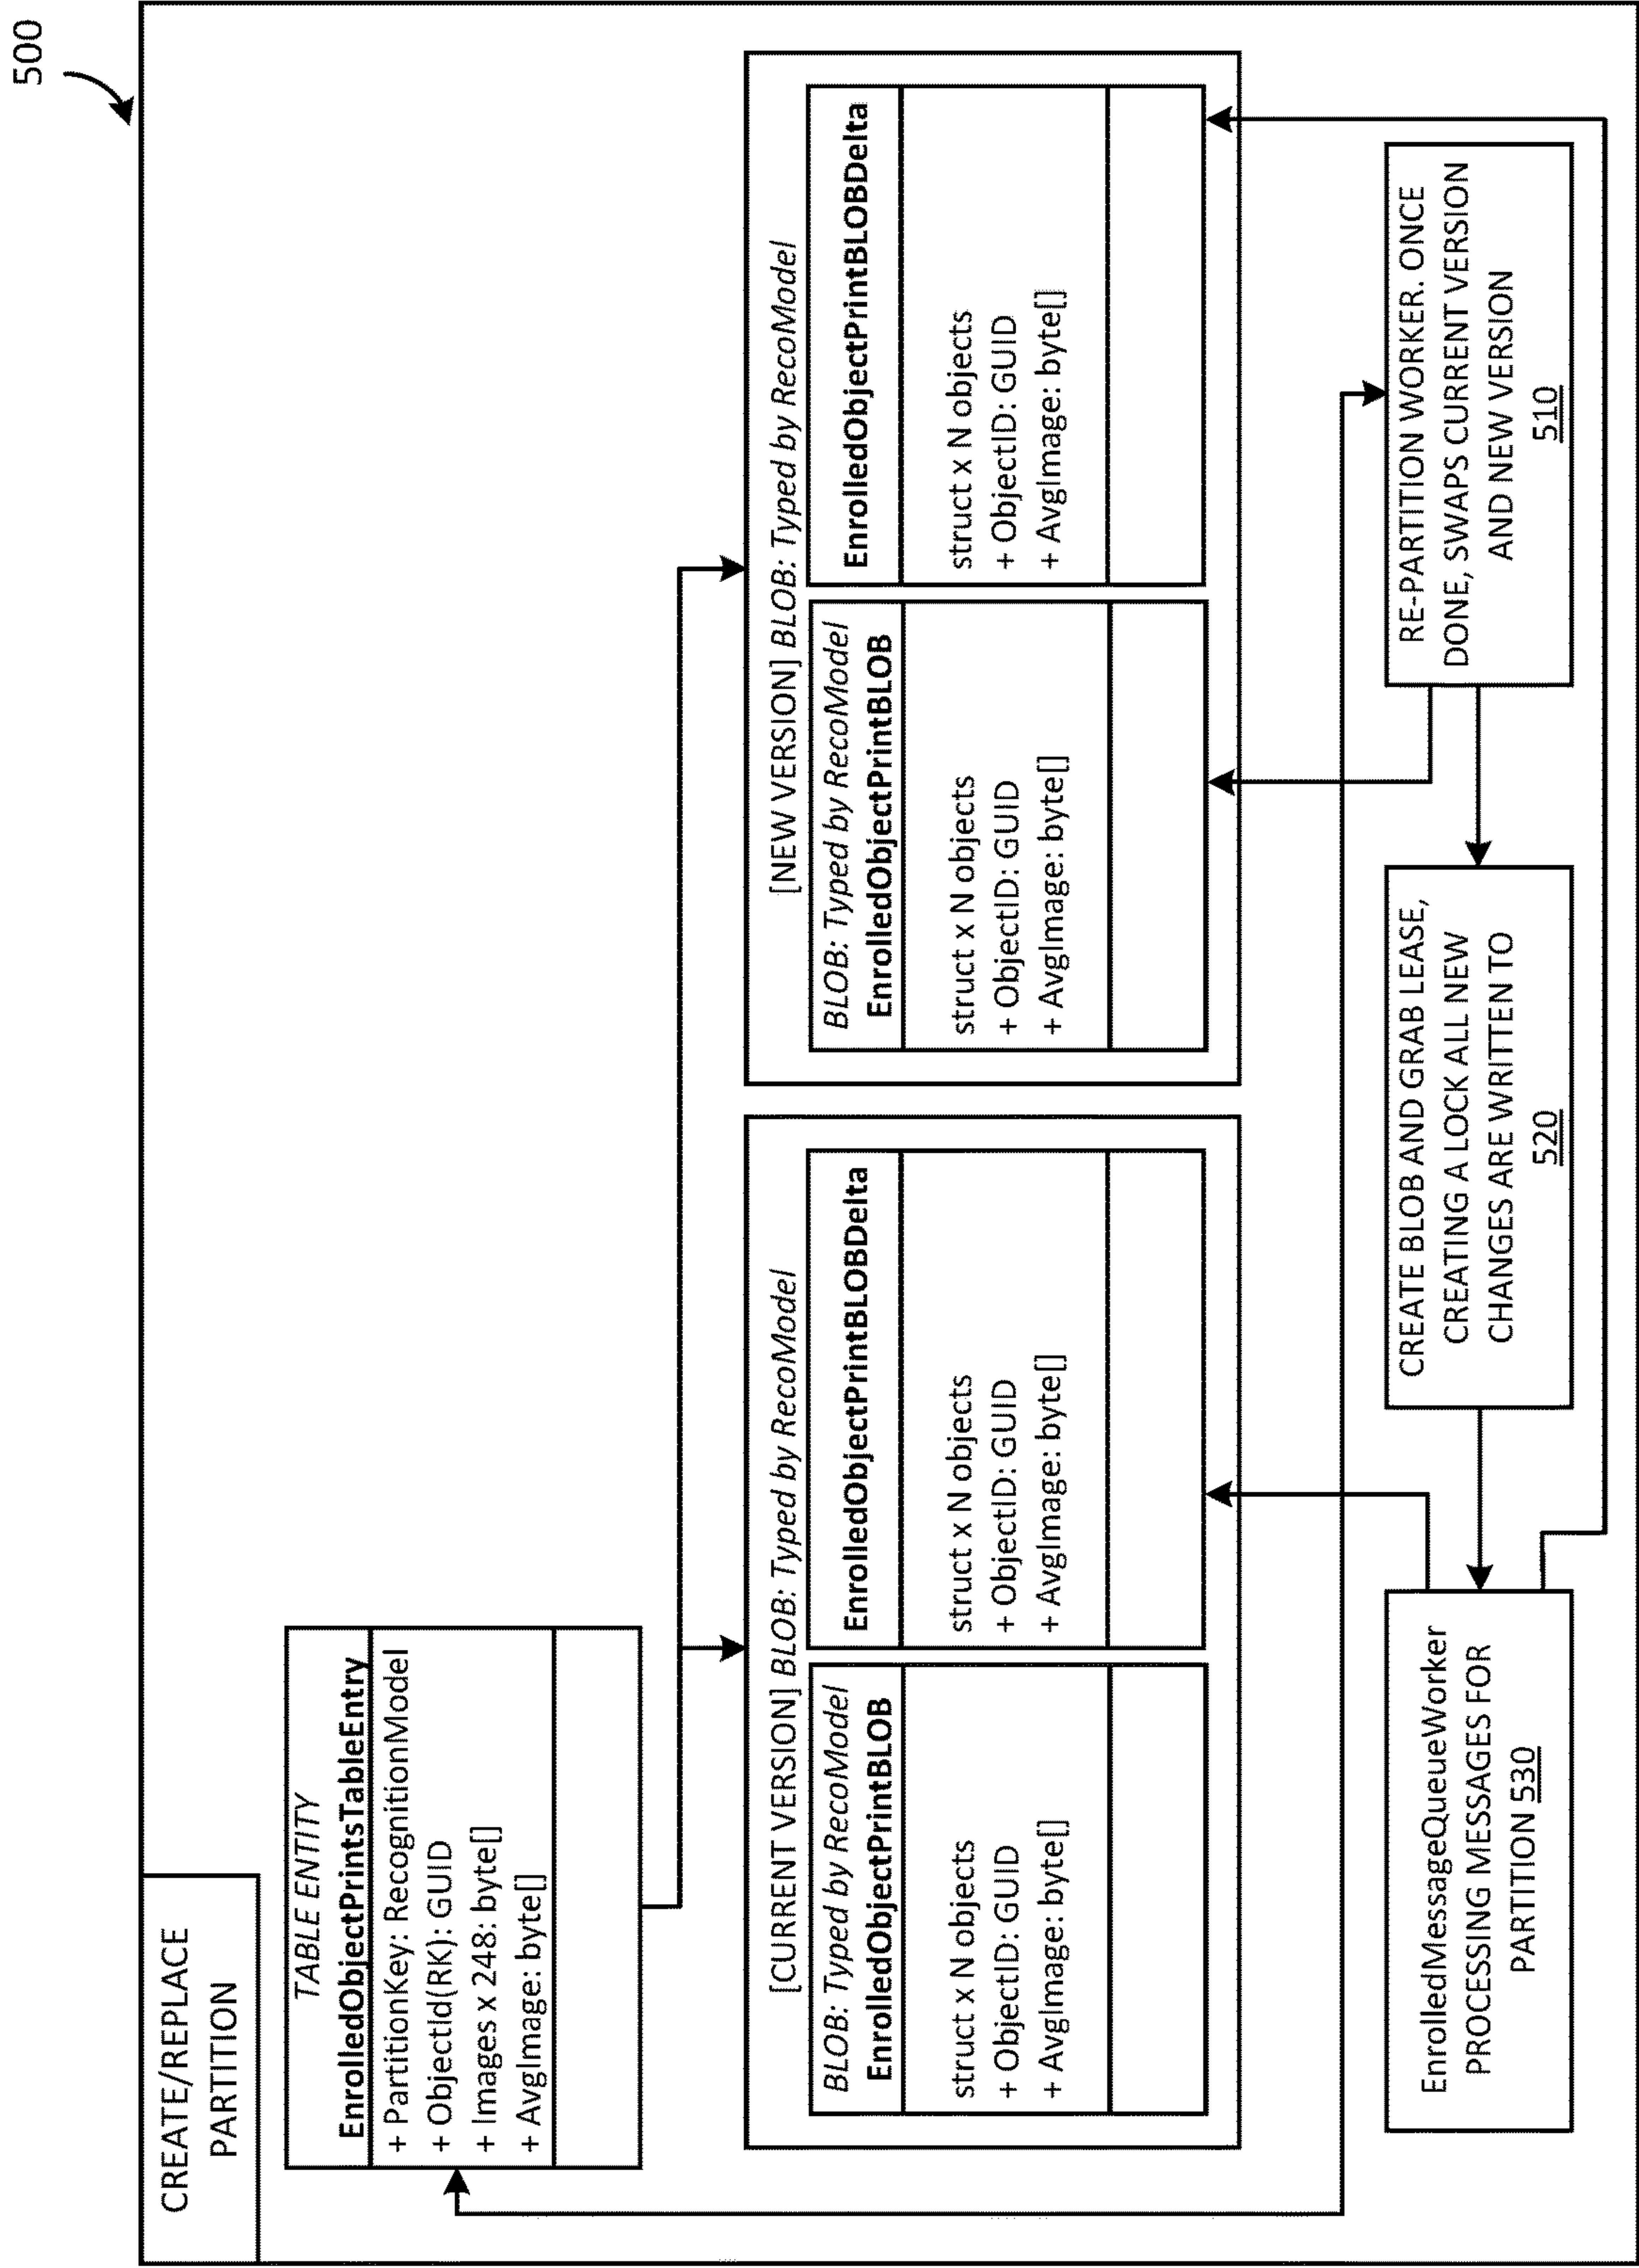 500
CREATE/REPLACE
PARTITION
TABLE ENTITY
EnrolledObjectPrintsTableEntry
+ PartitionKey: RecognitionModel
+ ObjectId(RK): GUID
+ Images x 248: byte[]
+ AvgImage: byte[]
[CURRENT VERSION] BLOB: Typed by RecoModel
BLOB: Typed by RecoModel
EnrolledObjectPrintBLOB
struct x N objects
+ ObjectID: GUID
+ AvgImage: byte[]
EnrolledObjectPrintBLOBDelta
struct x N objects
+ ObjectID: GUID
+ AvgImage: byte[]
[NEW VERSION] BLOB: Typed by RecoModel
BLOB: Typed by RecoModel
EnrolledObjectPrintBLOB
struct x N objects
+ ObjectID: GUID
+ AvgImage: byte[]
EnrolledObjectPrintBLOBDelta
struct x N objects
+ ObjectID: GUID
+ AvgImage: byte[]
EnrolledMessageQueueWorker
PROCESSING MESSAGES FOR
PARTITION 530
CREATE BLOB AND GRAB LEASE,
CREATING A LOCK ALL NEW
CHANGES ARE WRITTEN TO
520
RE-PARTITION WORKER. ONCE
DONE, SWAPS CURRENT VERSION
AND NEW VERSION
510